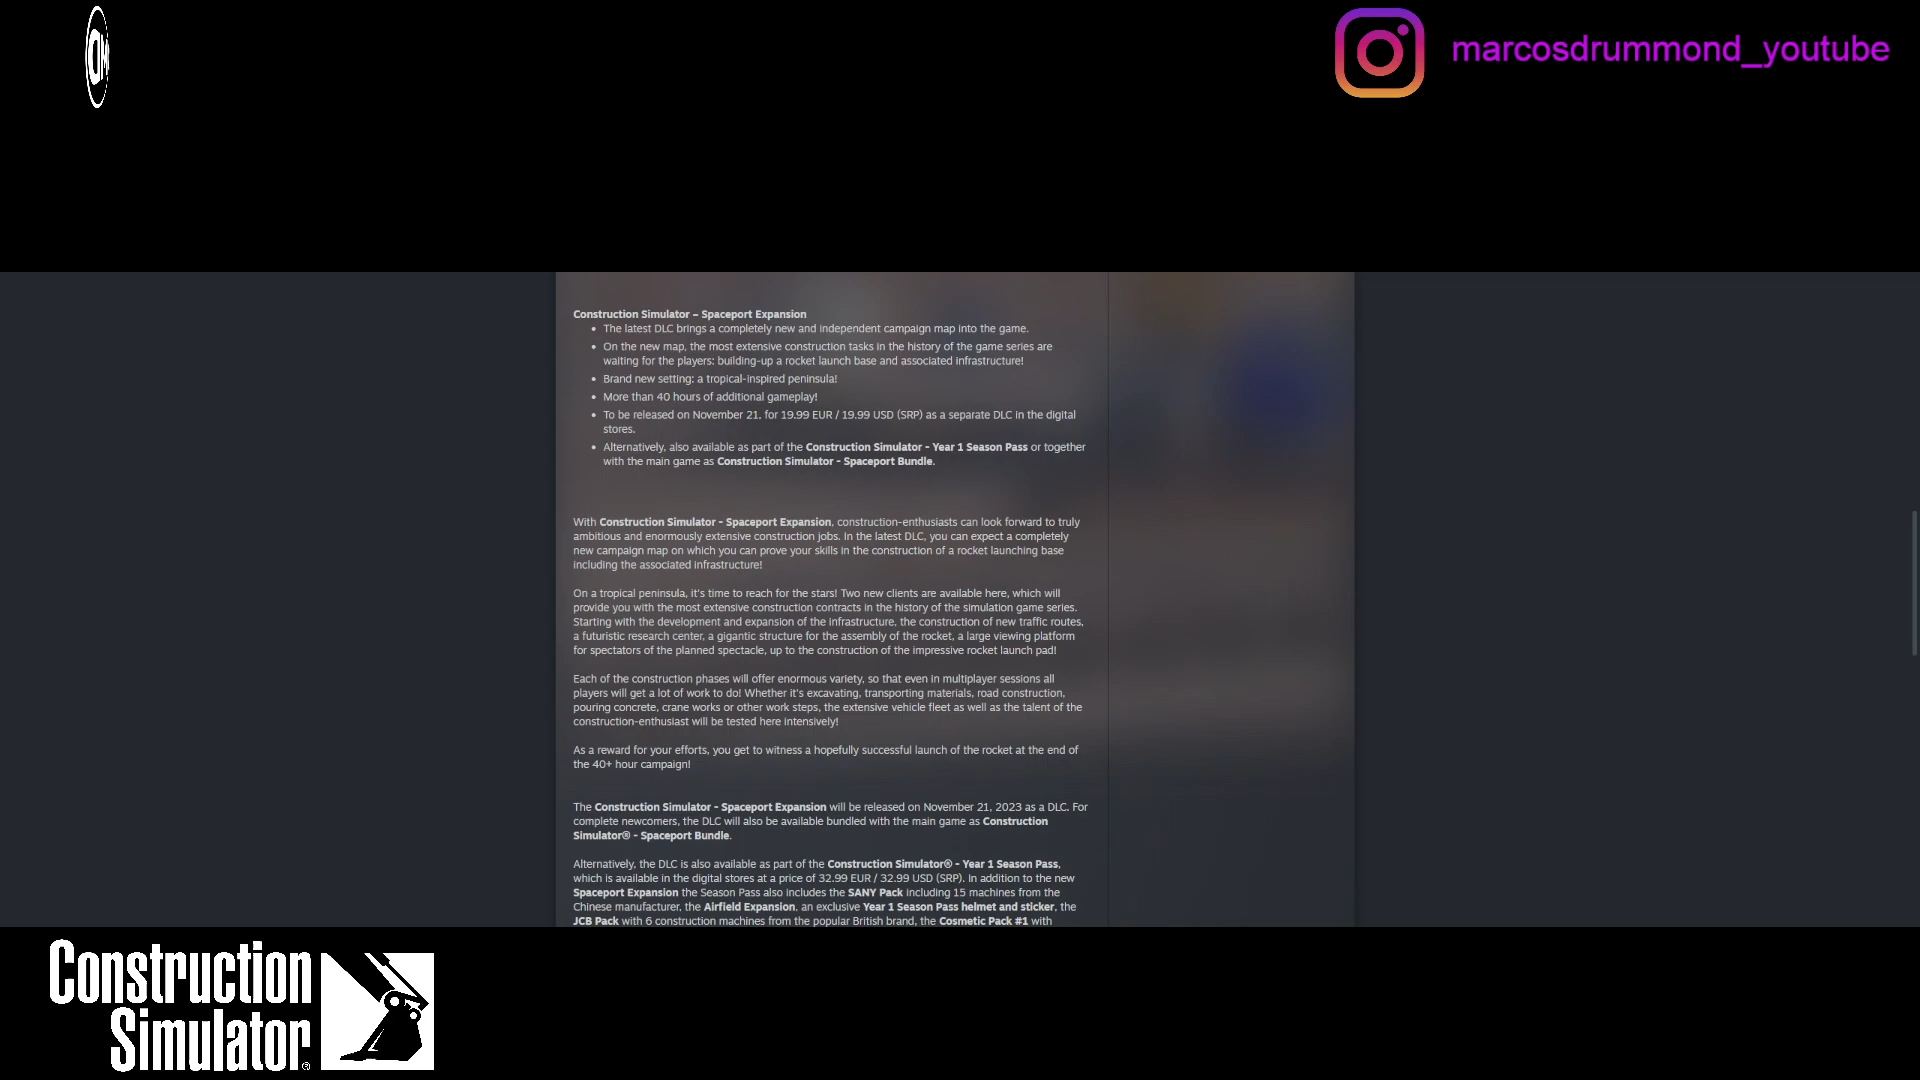 DM
marcosdrummond_youtube
Construction Simulator – Spaceport Expansion
• The latest DLC brings a completely new and independent campaign map into the game.
• On the new map, the most extensive construction tasks in the history of the game series are
waiting for the players: building-up a rocket launch base and associated infrastructure!
• Brand new setting: a tropical-inspired peninsula!
• More than 40 hours of additional gameplay!
• To be released on November 21, for 19.99 EUR / 19.99 USD (SRP) as a separate DLC in the digital
stores.
• Alternatively, also available as part of the Construction Simulator - Year 1 Season Pass or together
with the main game as Construction Simulator - Spaceport Bundle.
With Construction Simulator - Spaceport Expansion, construction-enthusiasts can look forward to truly
ambitious and enormously extensive construction jobs. In the latest DLC, you can expect a completely
new campaign map on which you can prove your skills in the construction of a rocket launching base
including the associated infrastructure!
On a tropical peninsula, it's time to reach for the stars! Two new clients are available here, which will
provide you with the most extensive construction contracts in the history of the simulation game series.
Starting with the development and expansion of the infrastructure, the construction of new traffic routes,
a futuristic research center, a gigantic structure for the assembly of the rocket, a large viewing platform
for spectators of the planned spectacle, up to the construction of the impressive rocket launch pad!
Each of the construction phases will offer enormous variety, so that even in multiplayer sessions all
players will get a lot of work to do! Whether it's excavating, transporting materials, road construction,
pouring concrete, crane works or other work steps, the extensive vehicle fleet as well as the talent of the
construction-enthusiast will be tested here intensively!
As a reward for your efforts, you get to witness a hopefully successful launch of the rocket at the end of
the 40+ hour campaign!
The Construction Simulator - Spaceport Expansion will be released on November 21, 2023 as a DLC. For
complete newcomers, the DLC will also be available bundled with the main game as Construction
Simulator® - Spaceport Bundle.
Alternatively, the DLC is also available as part of the Construction Simulator® - Year 1 Season Pass,
which is available in the digital stores at a price of 32.99 EUR / 32.99 USD (SRP). In addition to the new
Spaceport Expansion the Season Pass also includes the SANY Pack including 15 machines from the
Chinese manufacturer, the Airfield Expansion, an exclusive Year 1 Season Pass helmet and sticker, the
JCB Pack with 6 construction machines from the popular British brand, the Cosmetic Pack #1 with
Construction
Simulator®